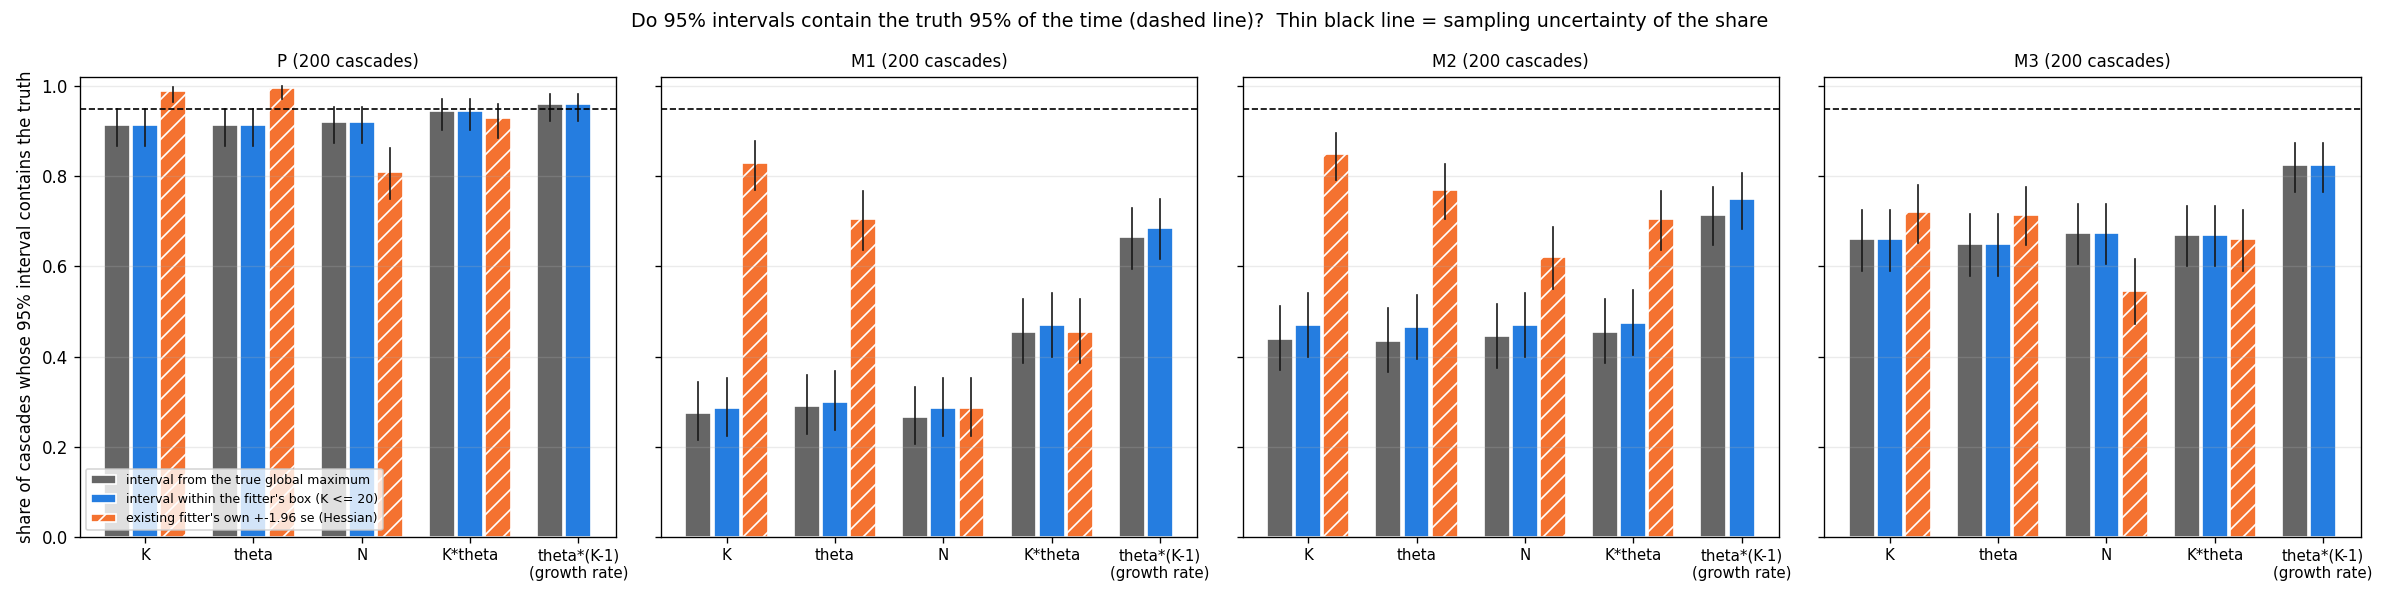 Do 95% intervals contain the truth 95% of the time (dashed line)?  Thin black line = sampling uncertainty of the share
P (200 cascades)
M1 (200 cascades)
M2 (200 cascades)
M3 (200 cascades)
share of cascades whose 95% interval contains the truth
1.0
0.8
0.6
0.4
0.2
0.0
interval from the true global maximum
interval within the fitter's box (K <= 20)
existing fitter's own +-1.96 se (Hessian)
K
theta
N
K*theta
theta*(K-1)
(growth rate)
K
theta
N
K*theta
theta*(K-1)
(growth rate)
K
theta
N
K*theta
theta*(K-1)
(growth rate)
K
theta
N
K*theta
theta*(K-1)
(growth rate)